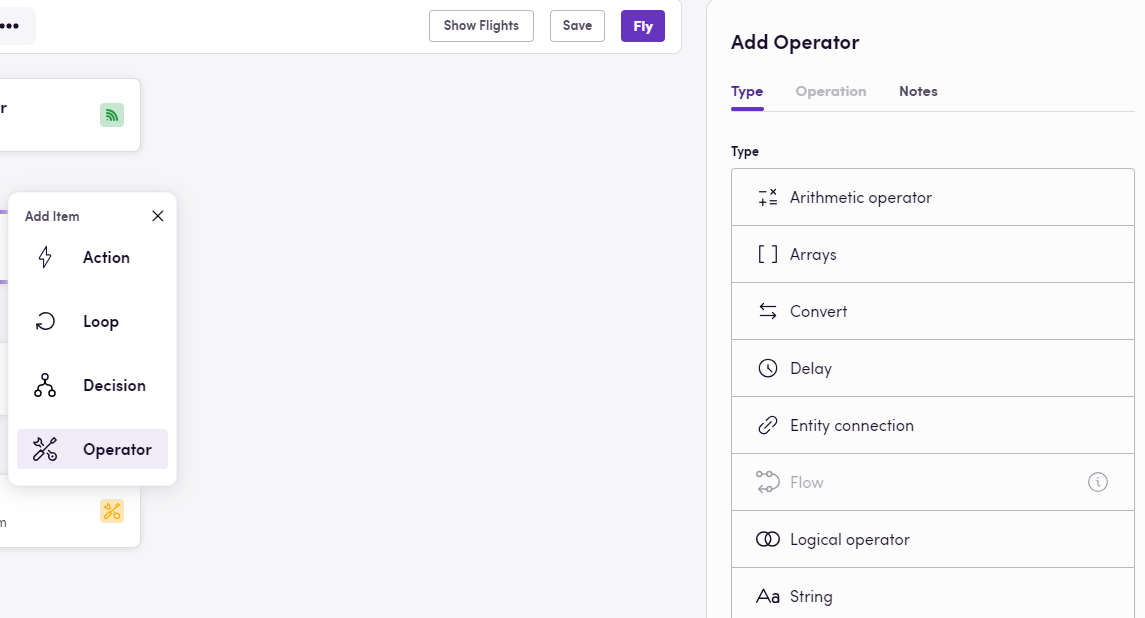 Show Flights
Save
Fly
r
Add Item
Action
Loop
Decision
Operator
m
Add Operator
Type
Operation
Notes
Type
Arithmetic operator
Arrays
Convert
Delay
Entity connection
Flow
Logical operator
Aa String